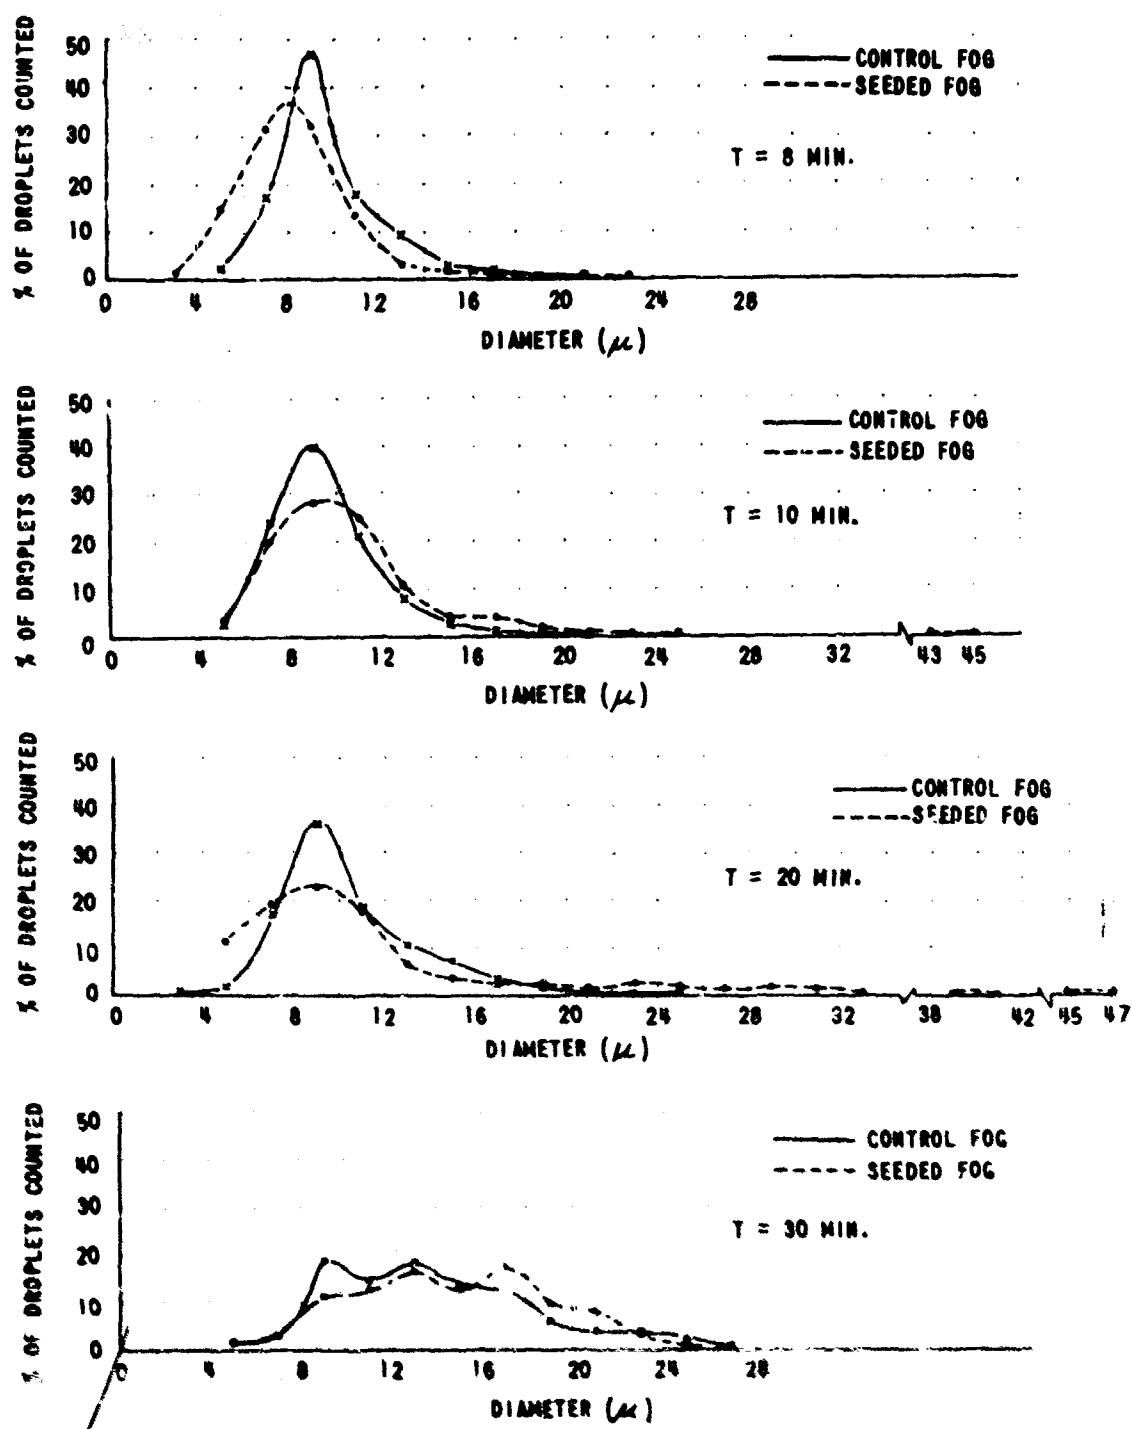 % OF DROPLETS COUNTED
50
40
30
20
10
0
CONTROL FOG
SEEDED FOG
T = 8 MIN.
0 4 8 12 16 20 24 28
DIAMETER (μ)
% OF DROPLETS COUNTED
50
40
30
20
10
0
CONTROL FOG
SEEDED FOG
T = 10 MIN.
0 4 8 12 16 20 24 28 32 43 45
DIAMETER (μ)
% OF DROPLETS COUNTED
50
40
30
20
10
0
CONTROL FOG
SEEDED FOG
T = 20 MIN.
0 4 8 12 16 20 24 28 32 38 42 45 47
DIAMETER (μ)
% OF DROPLETS COUNTED
50
40
30
20
10
0
CONTROL FOG
SEEDED FOG
T = 30 MIN.
0 4 8 12 16 20 24 28
DIAMETER (μ)